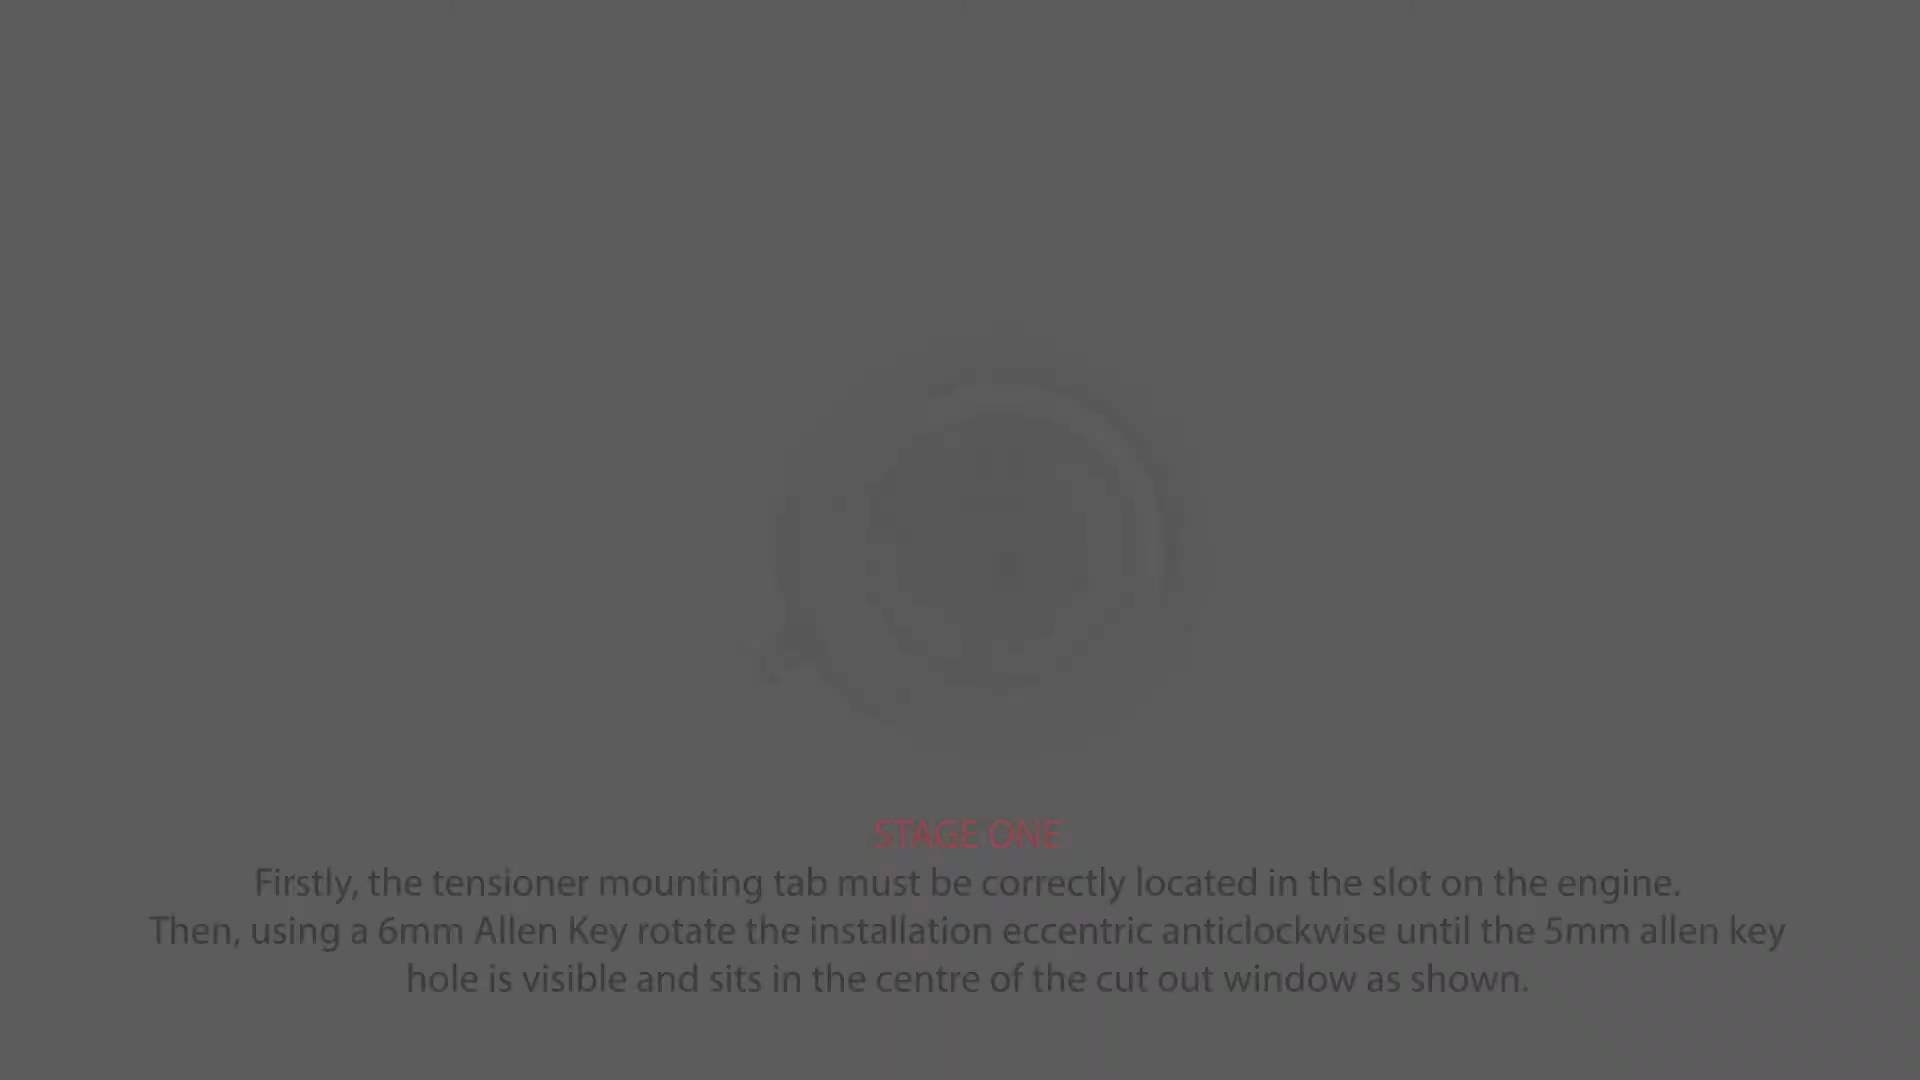 STAGE ONE
Firstly, the tensioner mounting tab must be correctly located in the slot on the engine.
Then, using a 6mm Allen Key rotate the installation eccentric anticlockwise until the 5mm allen key
hole is visible and sits in the centre of the cut out window as shown.